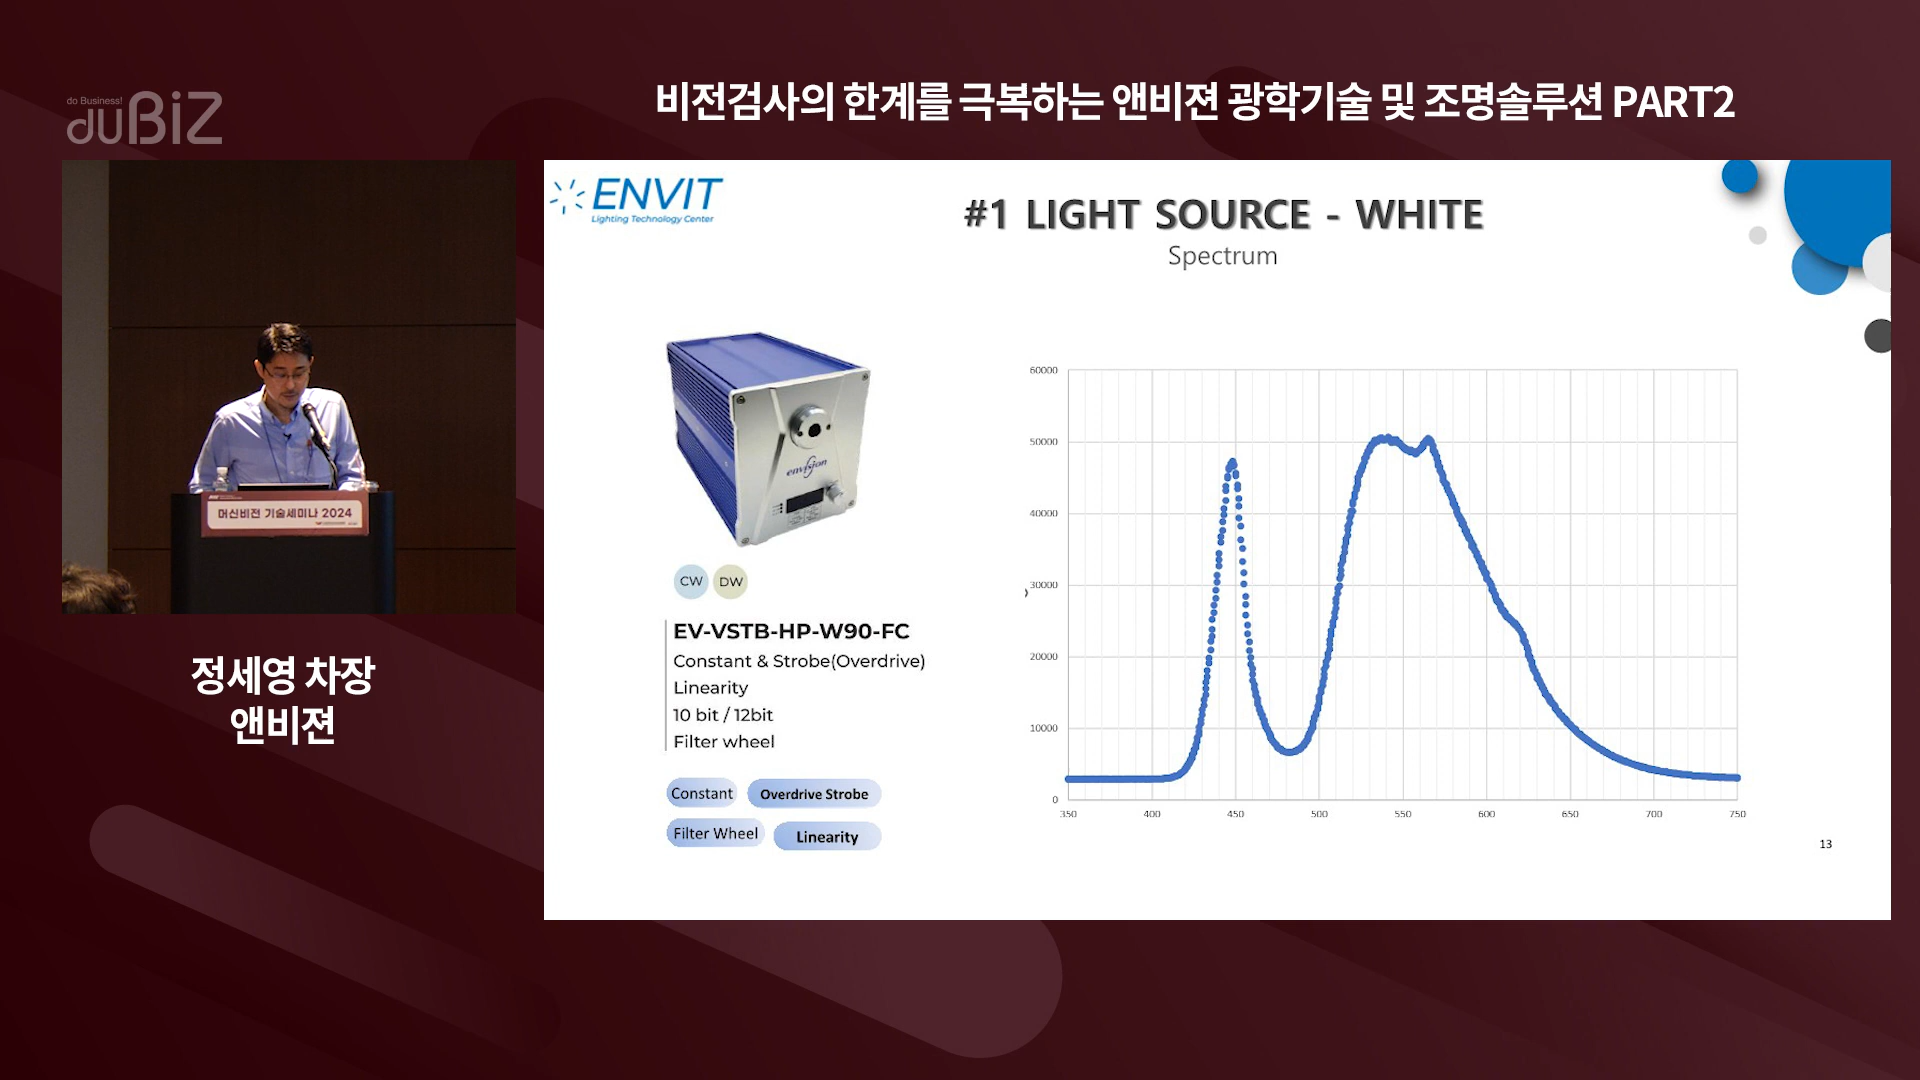 do Business!
duBiZ
비전검사의 한계를 극복하는 앤비젼 광학기술 및 조명솔루션 PART2
머신비전 기술세미나 2024
정세영 차장
앤비젼
ENVIT
Lighting Technology Center
#1 LIGHT SOURCE - WHITE
Spectrum
envision
CW DW
EV-VSTB-HP-W90-FC
Constant & Strobe(Overdrive)
Linearity
10 bit / 12bit
Filter wheel
Constant Overdrive Strobe
Filter Wheel Linearity
60000
50000
40000
30000
20000
10000
0
350 400 450 500 550 600 650 700 750
13